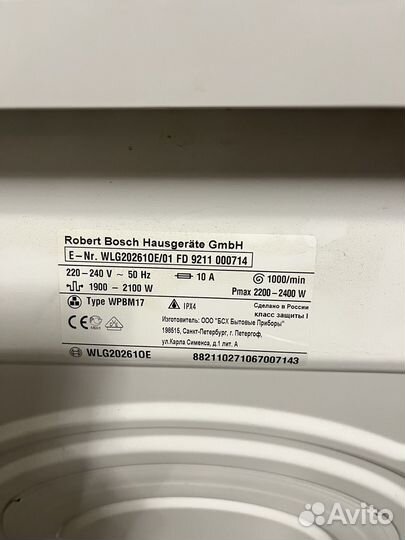 Robert Bosch Hausgeräte GmbH
E-Nr. WLG20261OE/01 FD 9211 000714
220-240 V ~ 50 Hz 10 A 1000/min
1900 - 2100 W Pmax 2200-2400 W
Type WPBM17 IPX4 Сделано в России
класс защиты I
CE EAC Изготовитель: ООО "БСХ Бытовые Приборы"
198515, Санкт-Петербург, г. Петергоф,
ул.Карла Сименса, д.1 лит. А
WLG20261OE 882110271067007143
Avito